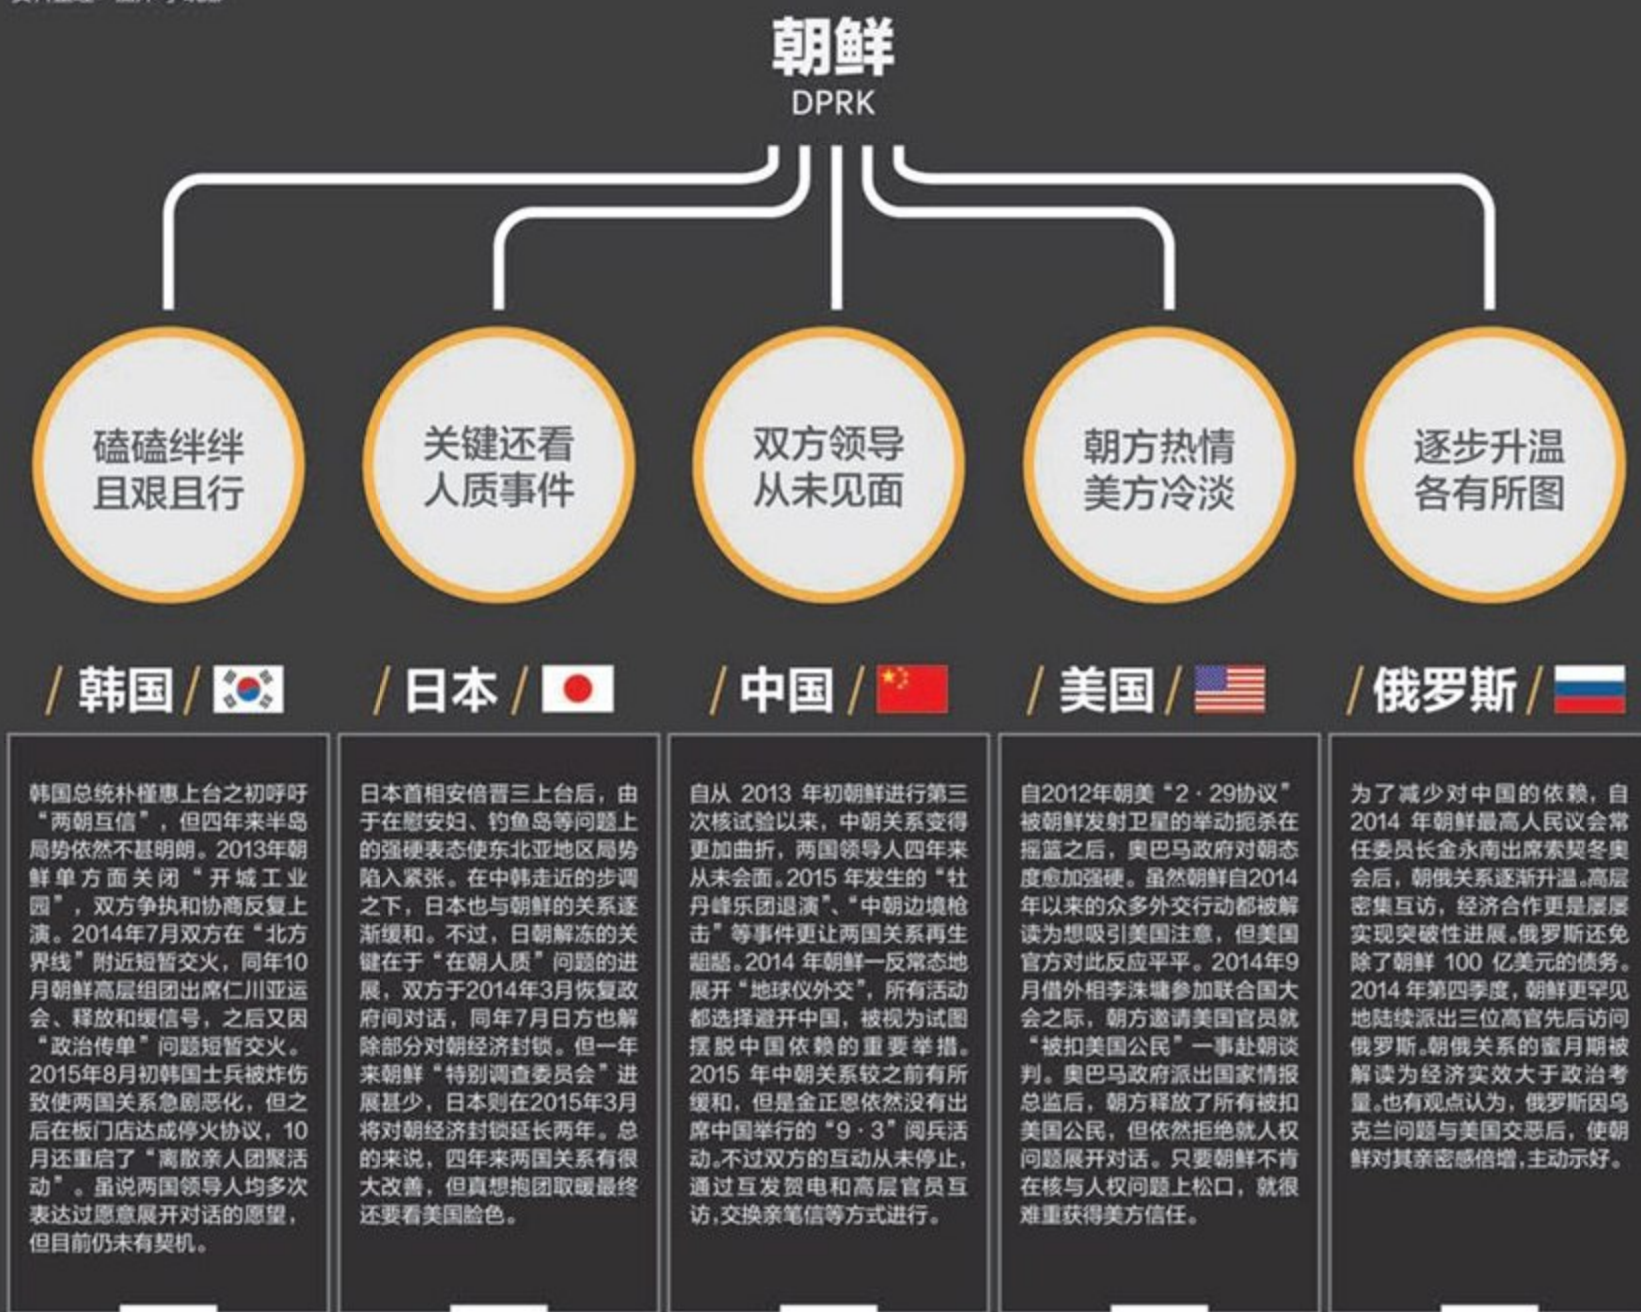 朝鲜
DPRK
磕磕绊绊
且艰且行
关键还看
人质事件
双方领导
从未见面
朝方热情
美方冷淡
逐步升温
各有所图
/ 韩国 /
/ 日本 /
/ 中国 /
/ 美国 /
/ 俄罗斯 /
韩国总统朴槿惠上台之初呼吁
“两朝互信”，但四年来半岛
局势依然不甚明朗。2013年朝
鲜单方面关闭“开城工业
园”，双方争执和协商反复上
演。2014年7月双方在“北方
界线”附近短暂交火，同年10
月朝鲜高层组团出席仁川亚运
会、释放和缓信号，之后又因
“政治传单”问题短暂交火。
2015年8月初韩国士兵被炸伤
致使两国关系急剧恶化，但之
后在板门店达成停火协议，10
月还重启了“离散亲人团聚活
动”。虽说两国领导人均多次
表达过愿意展开对话的愿望，
但目前仍未有契机。
日本首相安倍晋三上台后，由
于在慰安妇、钓鱼岛等问题上
的强硬表态使东北亚地区局势
陷入紧张。在中韩走近的步调
之下，日本也与朝鲜的关系逐
渐缓和。不过，日朝解冻的关
键在于“在朝人质”问题的进
展，双方于2014年3月恢复政
府间对话，同年7月日方也解
除部分对朝经济封锁。但一年
来朝鲜“特别调查委员会”进
展甚少，日本则在2015年3月
将对朝经济封锁延长两年。总
的来说，四年来两国关系有很
大改善，但真想抱团取暖最终
还要看美国脸色。
自从 2013 年初朝鲜进行第三
次核试验以来，中朝关系变得
更加曲折，两国领导人四年来
从未会面。2015 年发生的“牡
丹峰乐团退演”、“中朝边境枪
击”等事件更让两国关系再生
龃龉。2014 年朝鲜一反常态地
展开“地球仪外交”，所有活动
都选择避开中国，被视为试图
摆脱中国依赖的重要举措。
2015 年中朝关系较之前有所
缓和，但是金正恩依然没有出
席中国举行的“9·3”阅兵活
动。不过双方的互动从未停止，
通过互发贺电和高层官员互
访，交换亲笔信等方式进行。
自2012年朝美“2·29协议”
被朝鲜发射卫星的举动扼杀在
摇篮之后，奥巴马政府对朝态
度愈加强硬。虽然朝鲜自2014
年以来的众多外交行动都被解
读为想吸引美国注意，但美国
官方对此反应平平。2014年9
月借外相李洙墉参加联合国大
会之际，朝方邀请美国官员就
“被扣美国公民”一事赴朝谈
判。奥巴马政府派出国家情报
总监后，朝方释放了所有被扣
美国公民，但依然拒绝就人权
问题展开对话。只要朝鲜不肯
在核与人权问题上松口，就很
难重获得美方信任。
为了减少对中国的依赖，自
2014 年朝鲜最高人民议会常
任委员长金永南出席索契冬奥
会后，朝俄关系逐渐升温。高层
密集互访，经济合作更是屡屡
实现突破性进展。俄罗斯还免
除了朝鲜 100 亿美元的债务。
2014 年第四季度，朝鲜更罕见
地陆续派出三位高官先后访问
俄罗斯。朝俄关系的蜜月期被
解读为经济实效大于政治考
量。也有观点认为，俄罗斯因乌
克兰问题与美国交恶后，使朝
鲜对其亲密感倍增，主动示好。